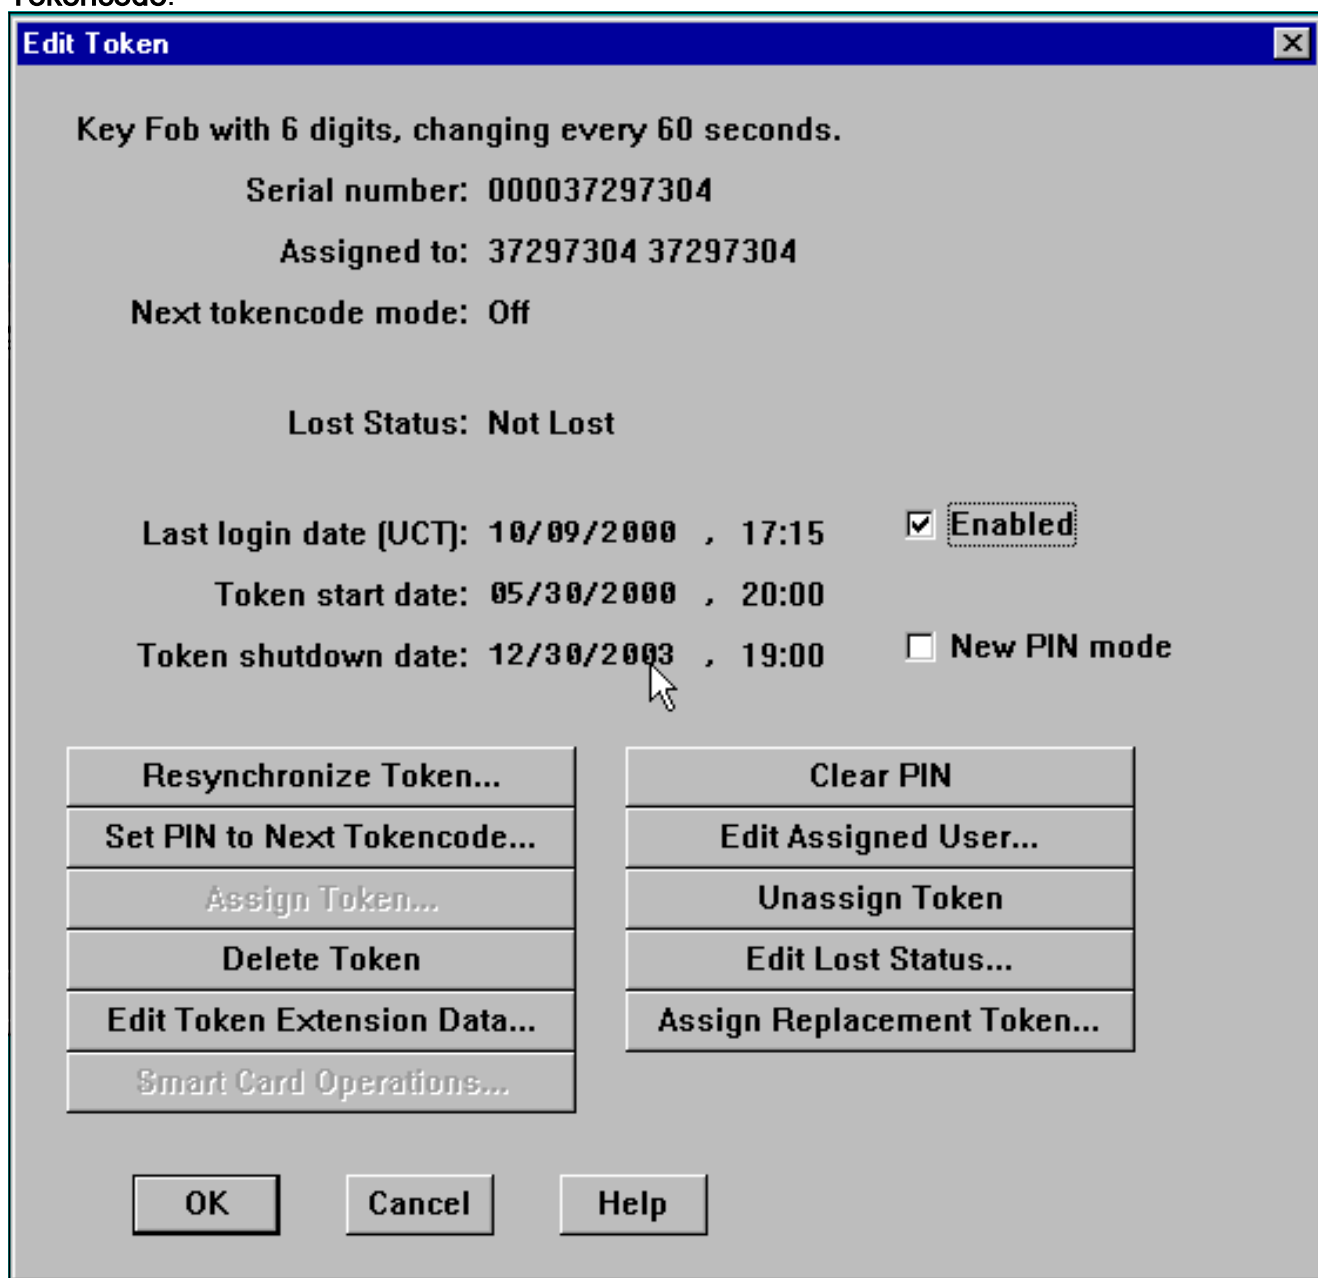 Tokencode.
Edit Token
Key Fob with 6 digits, changing every 60 seconds.
Serial number: 000037297304
Assigned to: 37297304 37297304
Next tokencode mode: Off
Lost Status: Not Lost
Last login date (UCT): 10/09/2000 , 17:15 Enabled
Token start date: 05/30/2000 , 20:00
Token shutdown date: 12/30/2003 , 19:00 New PIN mode
Resynchronize Token... Clear PIN
Set PIN to Next Tokencode... Edit Assigned User...
Assign Token... Unassign Token
Delete Token Edit Lost Status...
Edit Token Extension Data... Assign Replacement Token...
Smart Card Operations...
OK Cancel Help